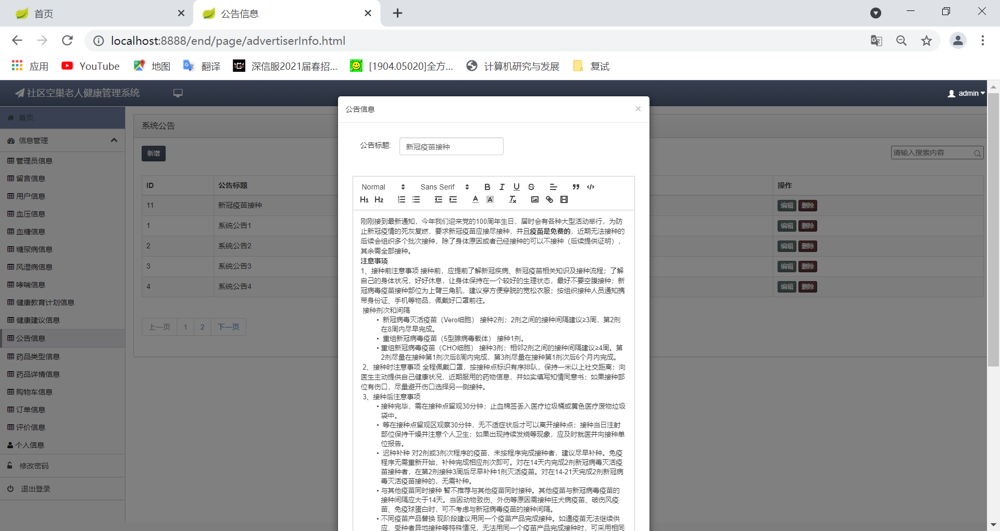 首页
公告信息
localhost:8888/end/page/advertiserInfo.html
应用
YouTube
地图
翻译
深信服2021届春招...
[1904.05020]全方...
计算机研究与发展
复试
社区空巢老人健康管理系统
admin
首页
信息管理
管理员信息
留言信息
用户信息
血压信息
血糖信息
糖尿病信息
风湿病信息
哮喘信息
健康教育计划信息
健康建议信息
公告信息
药品类型信息
药品详情信息
购物车信息
订单信息
评价信息
个人信息
修改密码
退出登录
系统公告
新增
请输入搜索内容
ID 公告标题 操作
11 新冠疫苗接种 编辑 删除
1 系统公告1 编辑 删除
2 系统公告2 编辑 删除
3 系统公告3 编辑 删除
4 系统公告4 编辑 删除
上一页 1 2 下一页
公告信息 ×
公告标题: 新冠疫苗接种
Normal Sans Serif B I U S
H1 H2
刚刚接到最新通知，今年我们迎来党的100周年生日，届时会有各种大型活动举行，为防
止新冠疫情的死灰复燃，要求新冠疫苗应接尽接种，并且疫苗是免费的，近期无法接种的
后续会组织多个批次接种，除了身体原因或者已经接种的可以不接种（后续提供证明），
其余需全部接种。
注意事项
1、接种前注意事项 接种前，应提前了解新冠疾病、新冠疫苗相关知识及接种流程；了解
自己的身体状况，好好休息，让身体保持在一个较好的生理状态，最好不要空腹接种；新
冠病毒疫苗接种部位为上臂三角肌，建议穿方便穿脱的宽松衣服；按组织接种人员通知携
带身份证、手机等物品，佩戴好口罩前往。
接种剂次和间隔
• 新冠病毒灭活疫苗（Vero细胞） 接种2剂；2剂之间的接种间隔建议≥3周，第2剂
在8周内尽早完成。
• 重组新冠病毒疫苗（5型腺病毒载体） 接种1剂。
• 重组新冠病毒疫苗（CHO细胞） 接种3剂；相邻2剂之间的接种间隔建议≥4周。第
2剂尽量在接种第1剂次后8周内完成，第3剂尽量在接种第1剂次后6个月内完成。
2、接种时注意事项 全程佩戴口罩，按接种点标识有序排队，保持一米以上社交距离；向
医生主动提供自己健康状况，近期服用的药物信息，并如实填写知情同意书；如果接种部
位有伤口，尽量避开伤口选择另一侧接种。
3、接种后注意事项
• 接种完毕，需在接种点留观30分钟；止血棉签丢入医疗垃圾桶或黄色医疗废物垃圾
袋中。
• 等在接种点留观区观察30分钟，无不适症状后才可以离开接种点；接种当日注射
部位保持干燥并注意个人卫生；如果出现持续发烧等现象，应及时就医并向接种单
位报告。
• 迟种补种 对2剂或3剂次程序的疫苗，未按程序完成接种者，建议尽早补种。免疫
程序无需重新开始，补种完成相应剂次即可。对在14天内完成2剂新冠病毒灭活疫
苗接种者，在第2剂接种3周后尽早补种1剂灭活疫苗。对在14-21天完成2剂新冠病
毒灭活疫苗接种的，无需补种。
• 与其他疫苗同时接种 暂不推荐与其他疫苗同时接种。其他疫苗与新冠病毒疫苗的
接种间隔应大于14天。当因动物致伤、外伤等原因需接种狂犬病疫苗、破伤风疫
苗、免疫球蛋白时，可不考虑与新冠病毒疫苗的接种间隔。
• 不同疫苗产品替换 现阶段建议用同一个疫苗产品完成接种。如遇疫苗无法继续供
应、受种者异地接种等特殊情况，无法用同一个疫苗产品完成接种时，可采用相同